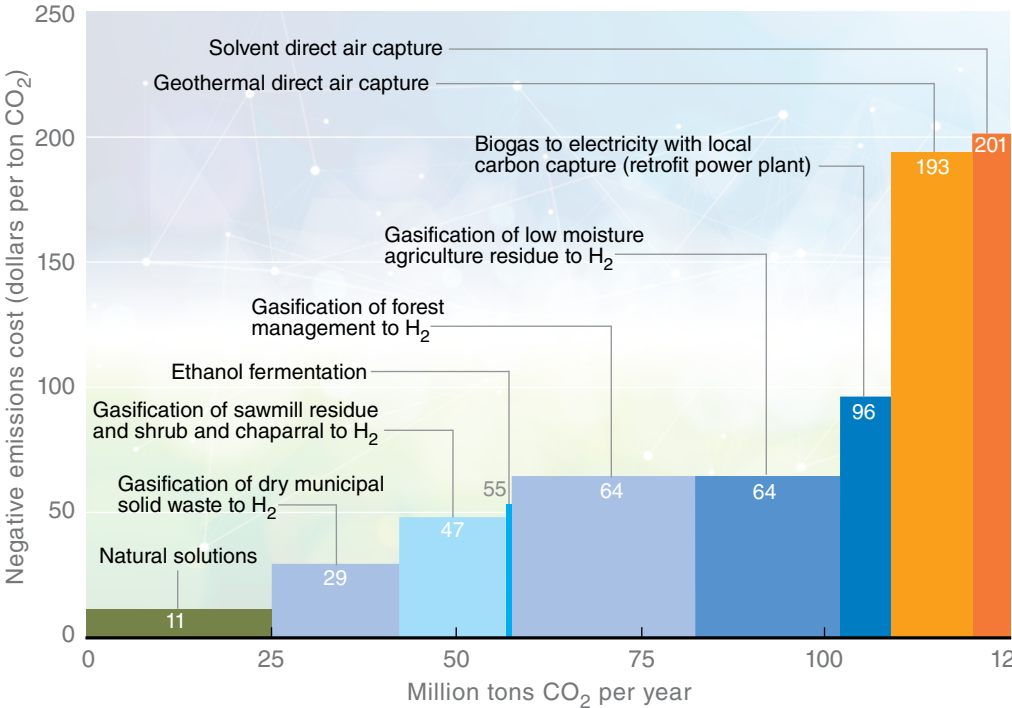 250
200
150
100
50
0
Negative emissions cost (dollars per ton CO₂)
Solvent direct air capture
Geothermal direct air capture
Biogas to electricity with local
carbon capture (retrofit power plant)
Gasification of low moisture
agriculture residue to H₂
Gasification of forest
management to H₂
Ethanol fermentation
Gasification of sawmill residue
and shrub and chaparral to H₂
Gasification of dry municipal
solid waste to H₂
Natural solutions
11
29
47
55
64
64
96
193
201
0
25
50
75
100
12
Million tons CO₂ per year